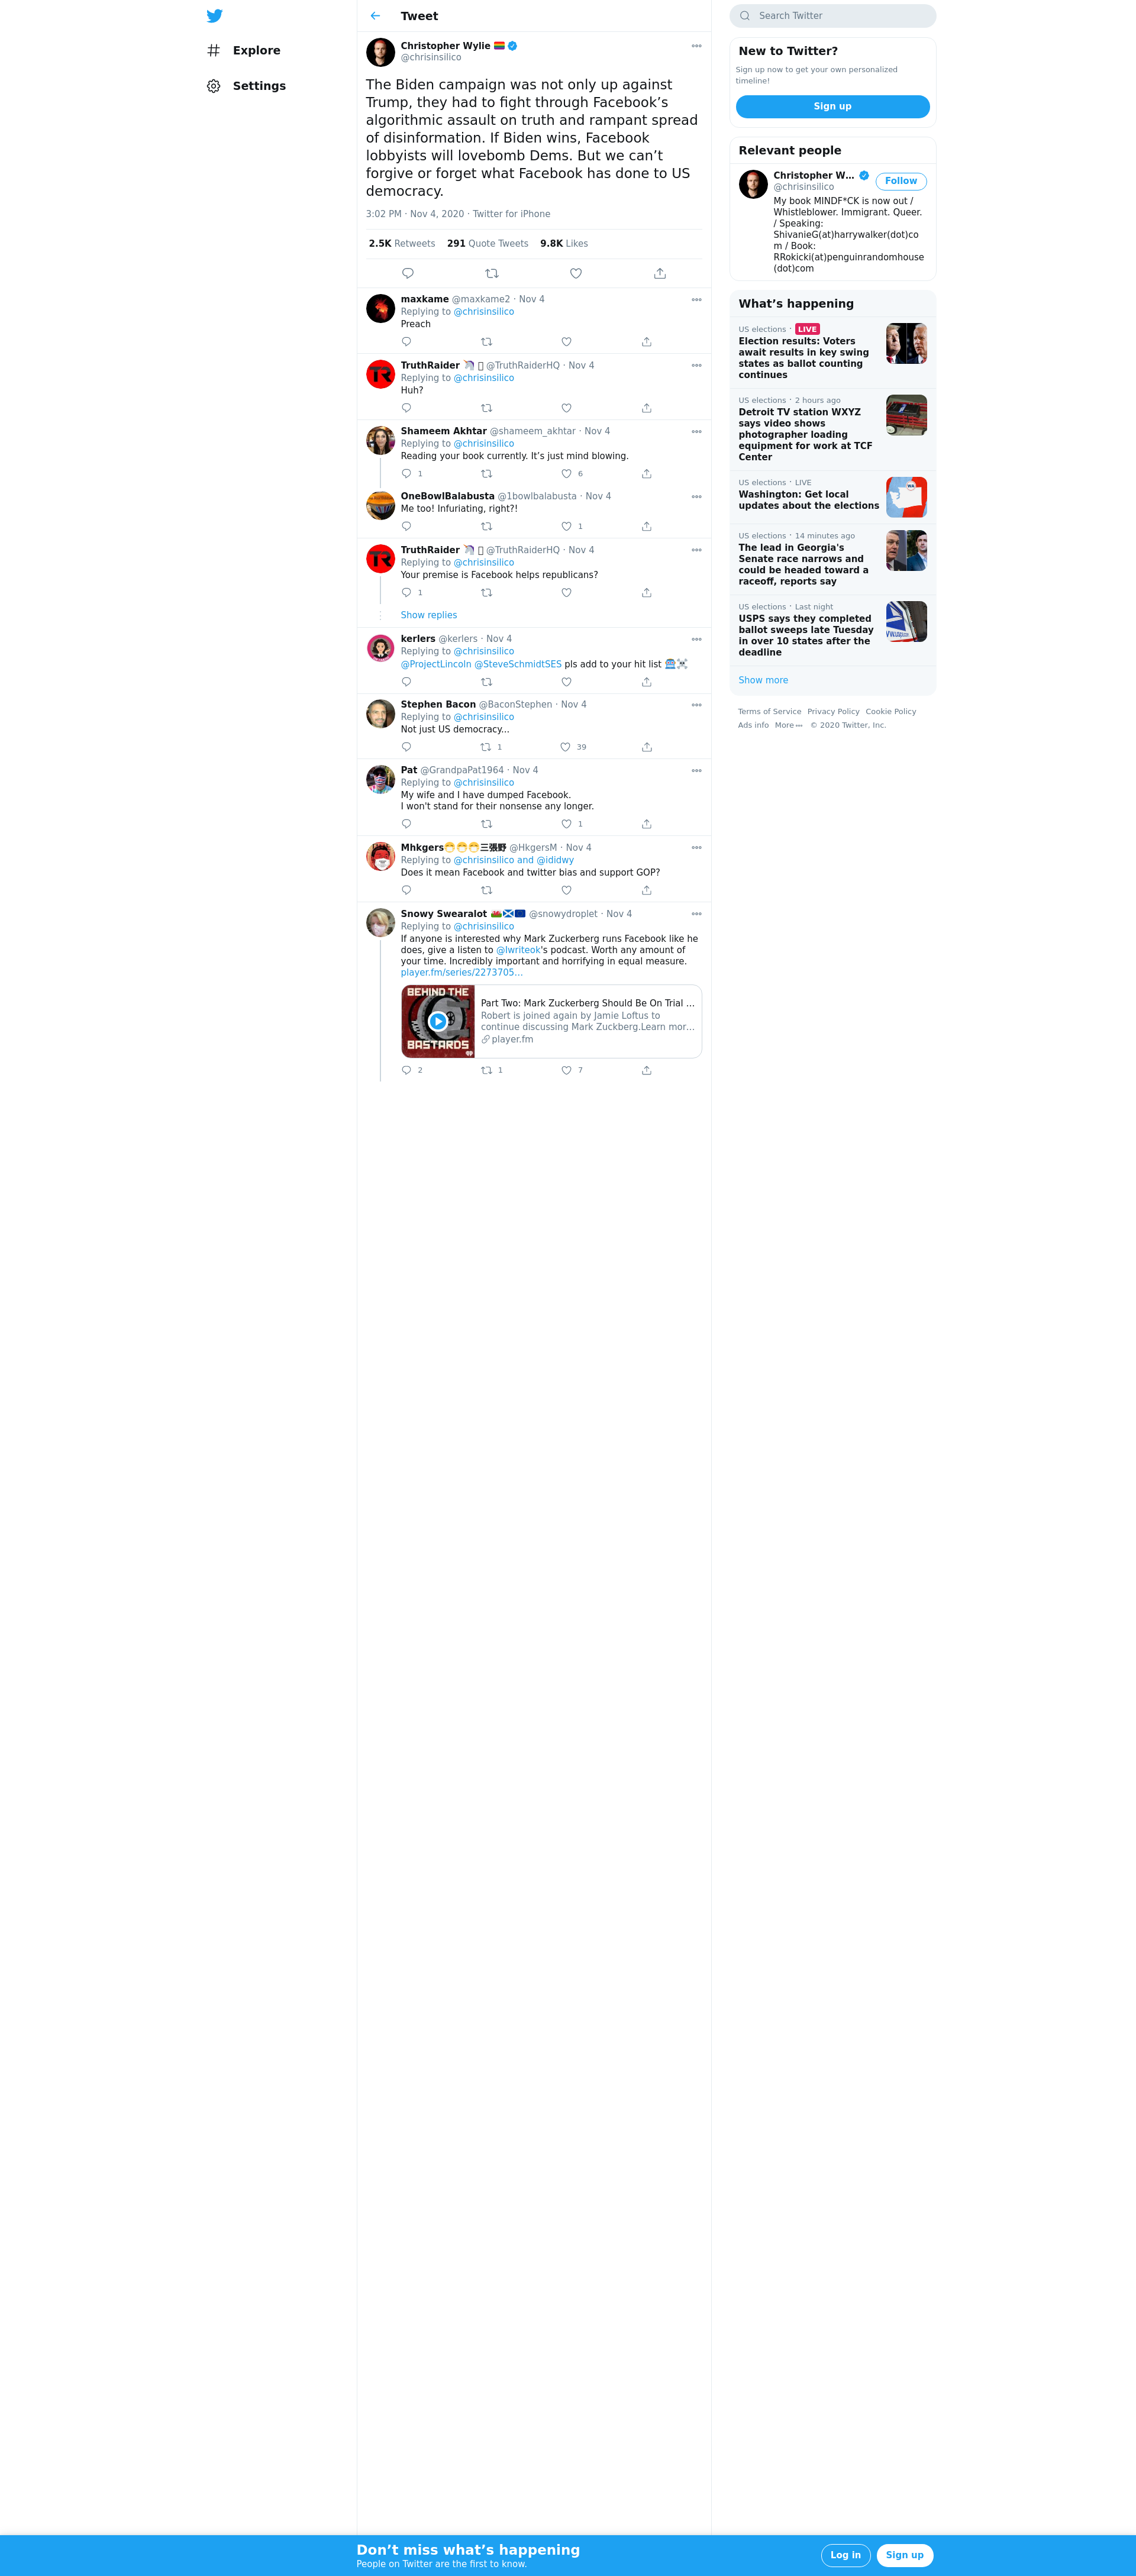 Explore
Settings
Tweet
Christopher Wylie
@chrisinsilico
The Biden campaign was not only up against
Trump, they had to fight through Facebook’s
algorithmic assault on truth and rampant spread
of disinformation. If Biden wins, Facebook
lobbyists will lovebomb Dems. But we can’t
forgive or forget what Facebook has done to US
democracy.
3:02 PM · Nov 4, 2020 · Twitter for iPhone
2.5K Retweets 291 Quote Tweets 9.8K Likes
maxkame @maxkame2 · Nov 4
Replying to @chrisinsilico
Preach
TruthRaider @TruthRaiderHQ · Nov 4
Replying to @chrisinsilico
Huh?
Shameem Akhtar @shameem_akhtar · Nov 4
Replying to @chrisinsilico
Reading your book currently. It’s just mind blowing.
1 6
OneBowlBalabusta @1bowlbalabusta · Nov 4
Me too! Infuriating, right?!
1
TruthRaider @TruthRaiderHQ · Nov 4
Replying to @chrisinsilico
Your premise is Facebook helps republicans?
1
Show replies
kerlers @kerlers · Nov 4
Replying to @chrisinsilico
@ProjectLincoln @SteveSchmidtSES pls add to your hit list
Stephen Bacon @BaconStephen · Nov 4
Replying to @chrisinsilico
Not just US democracy...
1 39
Pat @GrandpaPat1964 · Nov 4
Replying to @chrisinsilico
My wife and I have dumped Facebook.
I won't stand for their nonsense any longer.
1
Mhkgers😷😷😷三張野 @HkgersM · Nov 4
Replying to @chrisinsilico and @ididwy
Does it mean Facebook and twitter bias and support GOP?
Snowy Swearalot @snowydroplet · Nov 4
Replying to @chrisinsilico
If anyone is interested why Mark Zuckerberg runs Facebook like he
does, give a listen to @IwriteOk's podcast. Worth any amount of
your time. Incredibly important and horrifying in equal measure.
player.fm/series/2273705…
BEHIND THE
BASTARDS
Part Two: Mark Zuckerberg Should Be On Trial …
Robert is joined again by Jamie Loftus to
continue discussing Mark Zuckberg.Learn mor…
player.fm
2 1 7
Search Twitter
New to Twitter?
Sign up now to get your own personalized
timeline!
Sign up
Relevant people
Christopher W…
@chrisinsilico
Follow
My book MINDF*CK is now out /
Whistleblower. Immigrant. Queer.
/ Speaking:
ShivanieG(at)harrywalker(dot)co
m / Book:
RRokicki(at)penguinrandomhouse
(dot)com
What’s happening
US elections · LIVE
Election results: Voters
await results in key swing
states as ballot counting
continues
US elections · 2 hours ago
Detroit TV station WXYZ
says video shows
photographer loading
equipment for work at TCF
Center
US elections · LIVE
Washington: Get local
updates about the elections
US elections · 14 minutes ago
The lead in Georgia's
Senate race narrows and
could be headed toward a
raceoff, reports say
US elections · Last night
USPS says they completed
ballot sweeps late Tuesday
in over 10 states after the
deadline
Show more
Terms of Service Privacy Policy Cookie Policy
Ads info More © 2020 Twitter, Inc.
Don’t miss what’s happening
People on Twitter are the first to know.
Log in
Sign up